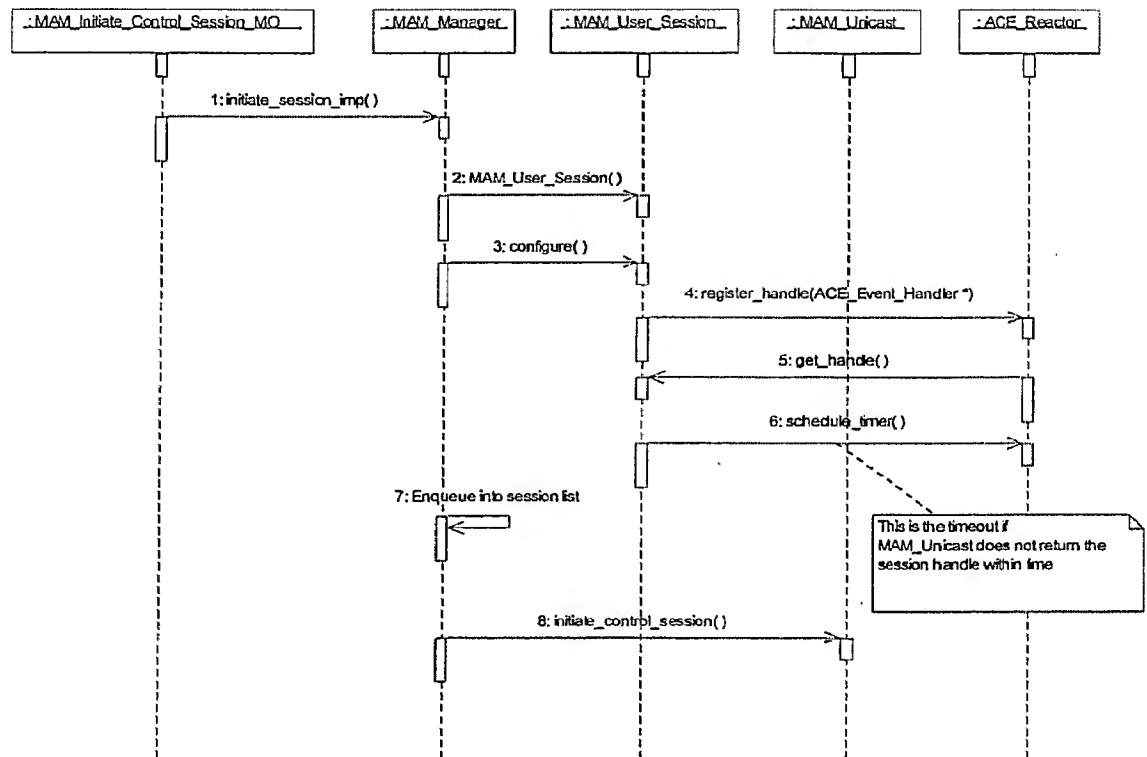 : MAM_Initiate_Control_Session_MO
: MAM_Manager
: MAM_User_Session
: MAM_Unicast
: ACE_Reactor
1: initiate_session_imp( )
2: MAM_User_Session( )
3: configure( )
4: register_handle(ACE_Event_Handler *)
5: get_handle( )
6: schedule_timer( )
7: Enqueue into session list
This is the timeout if
MAM_Unicast does not return the
session handle within time
8: initiate_control_session( )